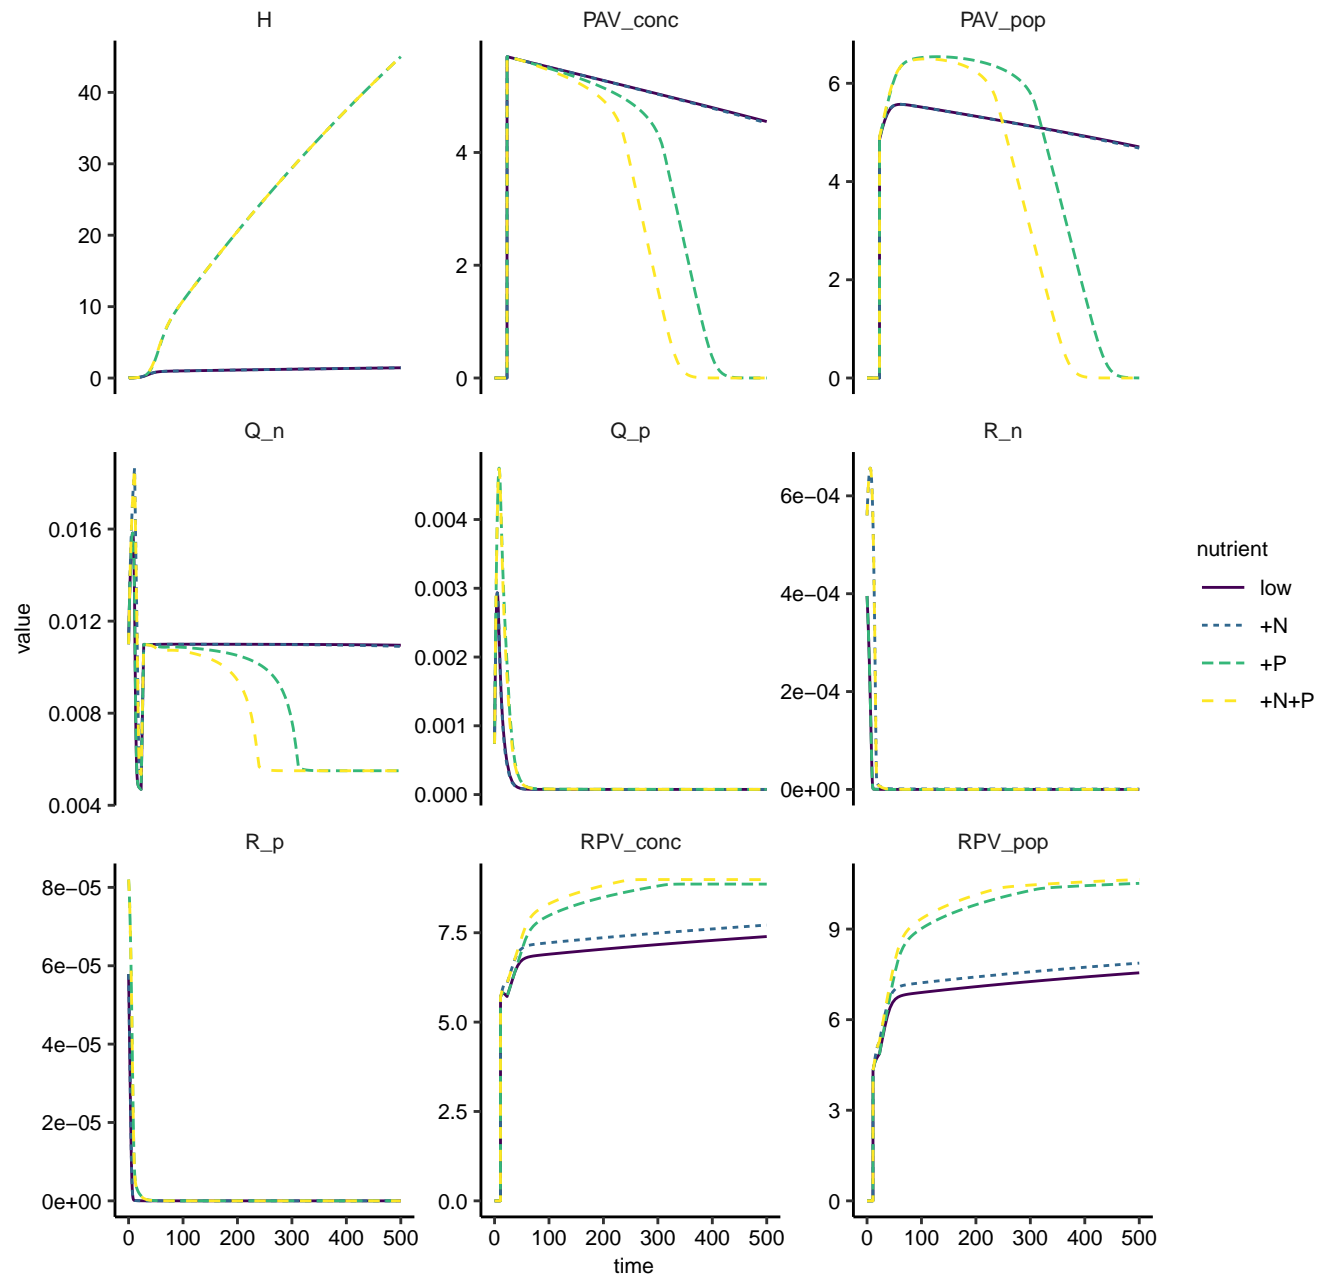 H
PAV_conc
PAV_pop
40
30
20
10
0
4
2
0
6
4
2
0
Q_n
Q_p
R_n
0.016
0.012
0.008
0.004
0.004
0.003
0.002
0.001
0.000
6e−04
4e−04
2e−04
0e+00
R_p
RPV_conc
RPV_pop
8e−05
6e−05
4e−05
2e−05
0e+00
7.5
5.0
2.5
0.0
9
6
3
0
0 100 200 300 400 500
0 100 200 300 400 500
0 100 200 300 400 500
time
value
nutrient
low
+N
+P
+N+P